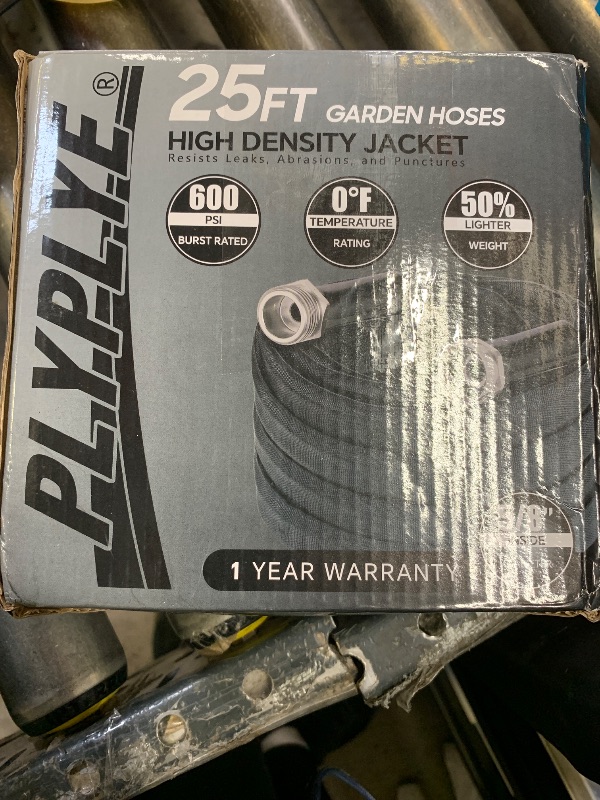 PLYPLYE®
25FT GARDEN HOSES
HIGH DENSITY JACKET
Resists Leaks, Abrasions, and Punctures
600
PSI
BURST RATED
0°F
TEMPERATURE
RATING
50%
LIGHTER
WEIGHT
1 YEAR WARRANTY